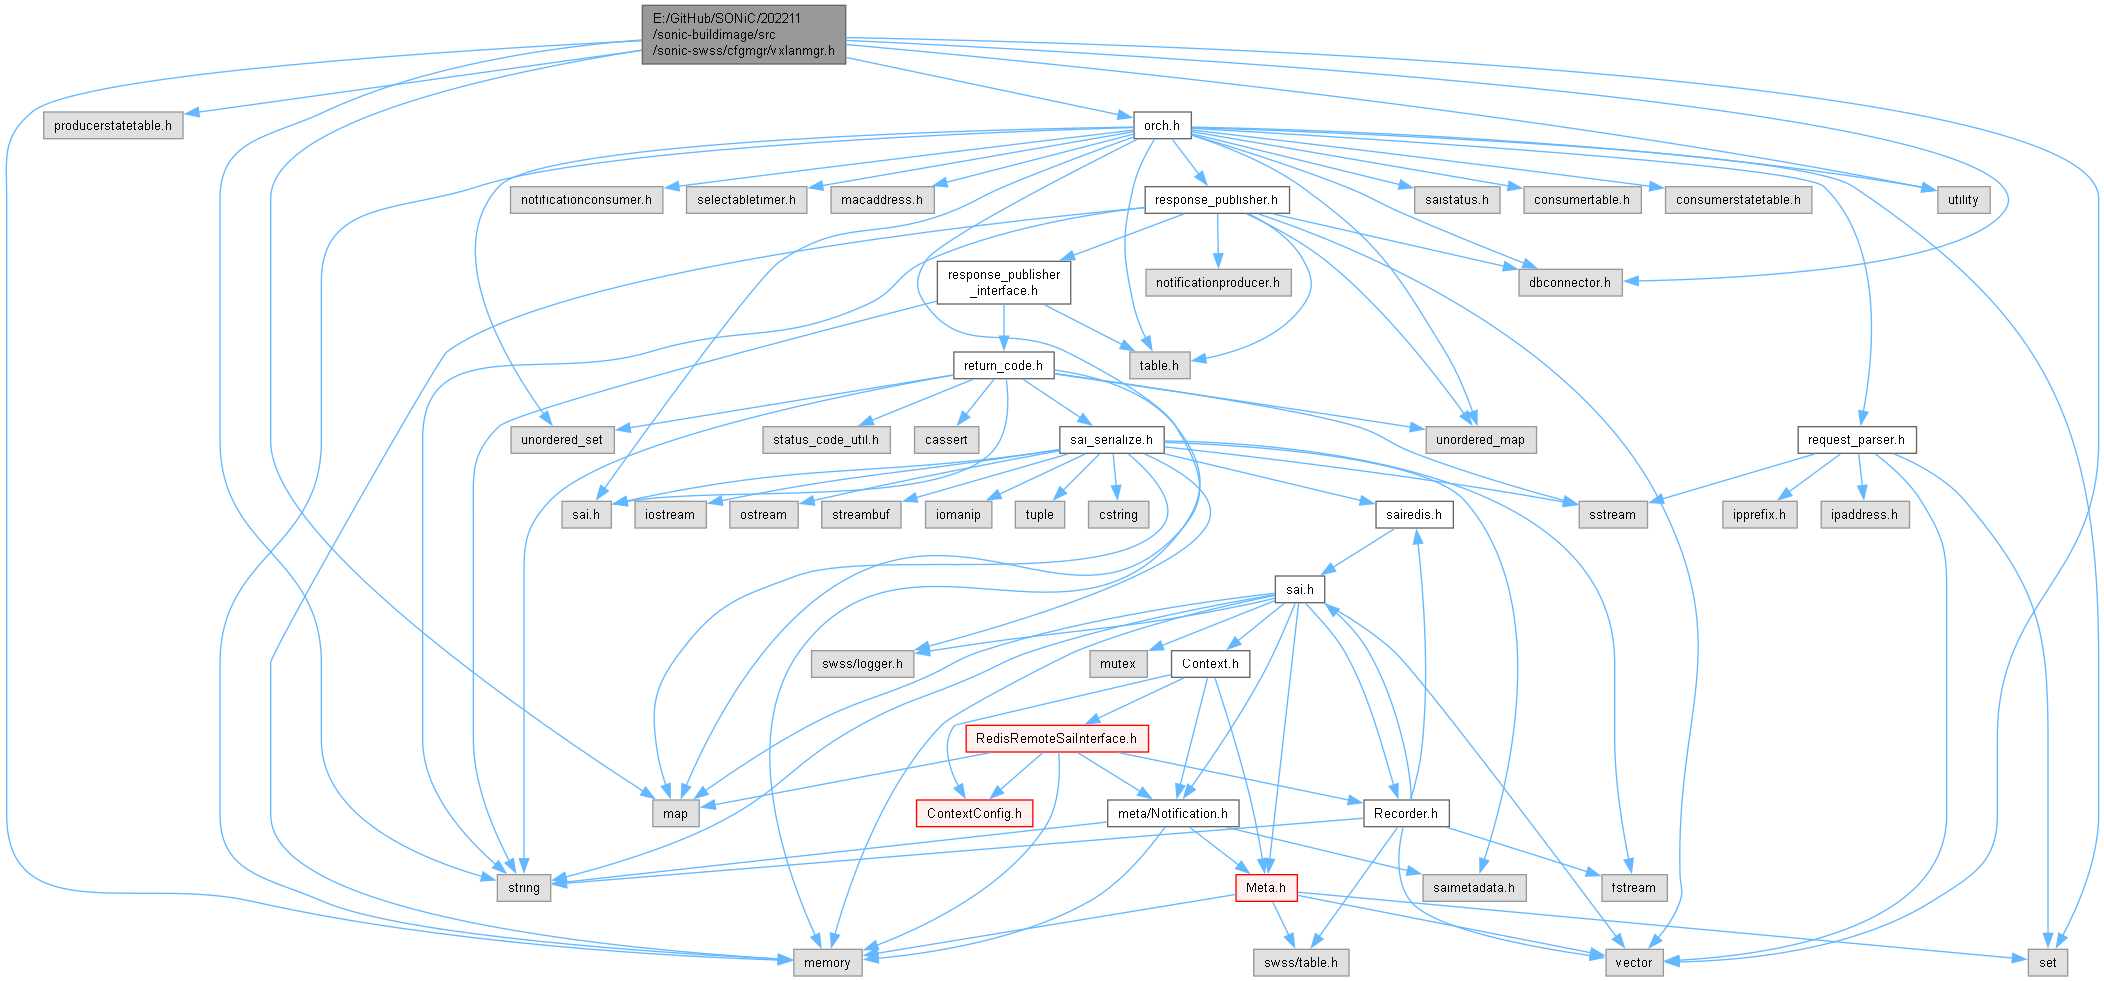 E:/GitHub/SONiC/202211
/sonic-buildimage/src
/sonic-swss/cfgmgr/vxlanmgr.h
producerstatetable.h
orch.h
notificationconsumer.h
selectabletimer.h
macaddress.h
response_publisher.h
saistatus.h
consumertable.h
consumerstatetable.h
utility
response_publisher
_interface.h
notificationproducer.h
dbconnector.h
return_code.h
table.h
unordered_set
status_code_util.h
cassert
sai_serialize.h
unordered_map
request_parser.h
sai.h
iostream
ostream
streambuf
iomanip
tuple
cstring
sairedis.h
sstream
ipprefix.h
ipaddress.h
sai.h
swss/logger.h
mutex
Context.h
RedisRemoteSaiInterface.h
map
ContextConfig.h
meta/Notification.h
Recorder.h
string
Meta.h
saimetadata.h
fstream
memory
swss/table.h
vector
set